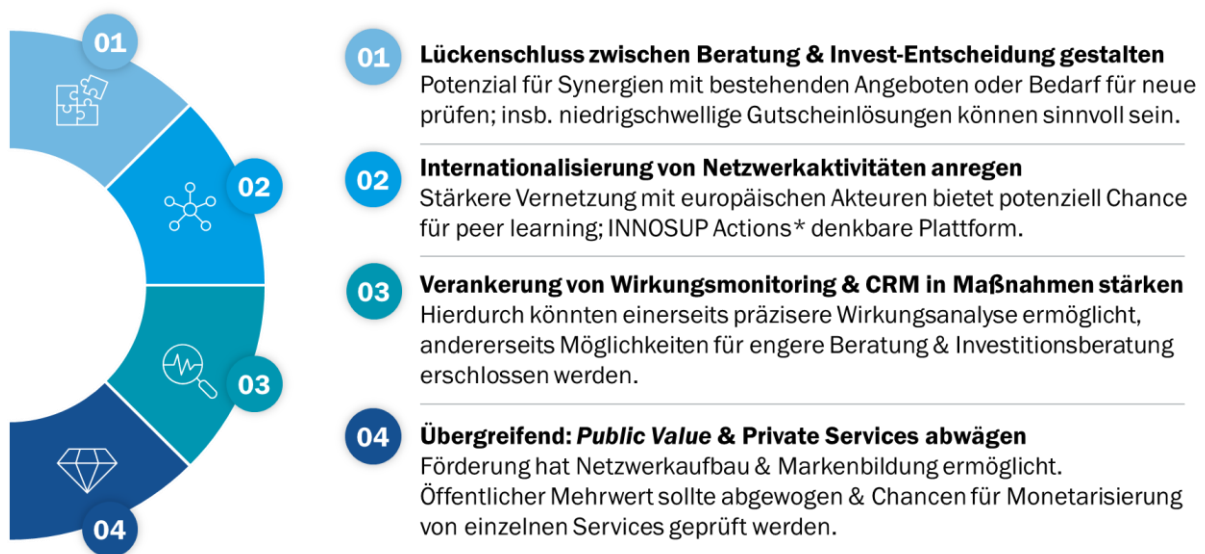 01
02
03
04
01
Lückenschluss zwischen Beratung & Invest-Entscheidung gestalten
Potenzial für Synergien mit bestehenden Angeboten oder Bedarf für neue
prüfen; insb. niedrigschwellige Gutscheinlösungen können sinnvoll sein.
02
Internationalisierung von Netzwerkaktivitäten anregen
Stärkere Vernetzung mit europäischen Akteuren bietet potenziell Chance
für peer learning; INNOSUP Actions* denkbare Plattform.
03
Verankerung von Wirkungsmonitoring & CRM in Maßnahmen stärken
Hierdurch könnten einerseits präzisere Wirkungsanalyse ermöglicht,
andererseits Möglichkeiten für engere Beratung & Investitionsberatung
erschlossen werden.
04
Übergreifend: Public Value & Private Services abwägen
Förderung hat Netzwerkaufbau & Markenbildung ermöglicht.
Öffentlicher Mehrwert sollte abgewogen & Chancen für Monetarisierung
von einzelnen Services geprüft werden.